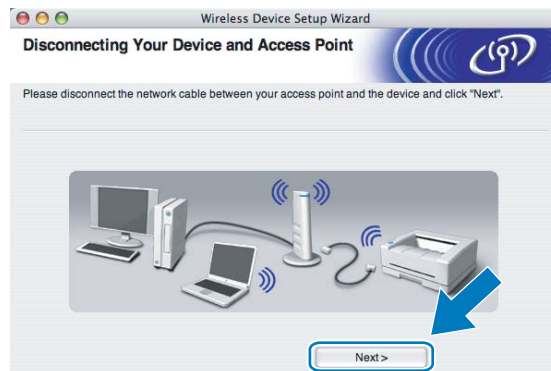 Wireless Device Setup Wizard
Disconnecting Your Device and Access Point
Please disconnect the network cable between your access point and the device and click "Next".
Next >